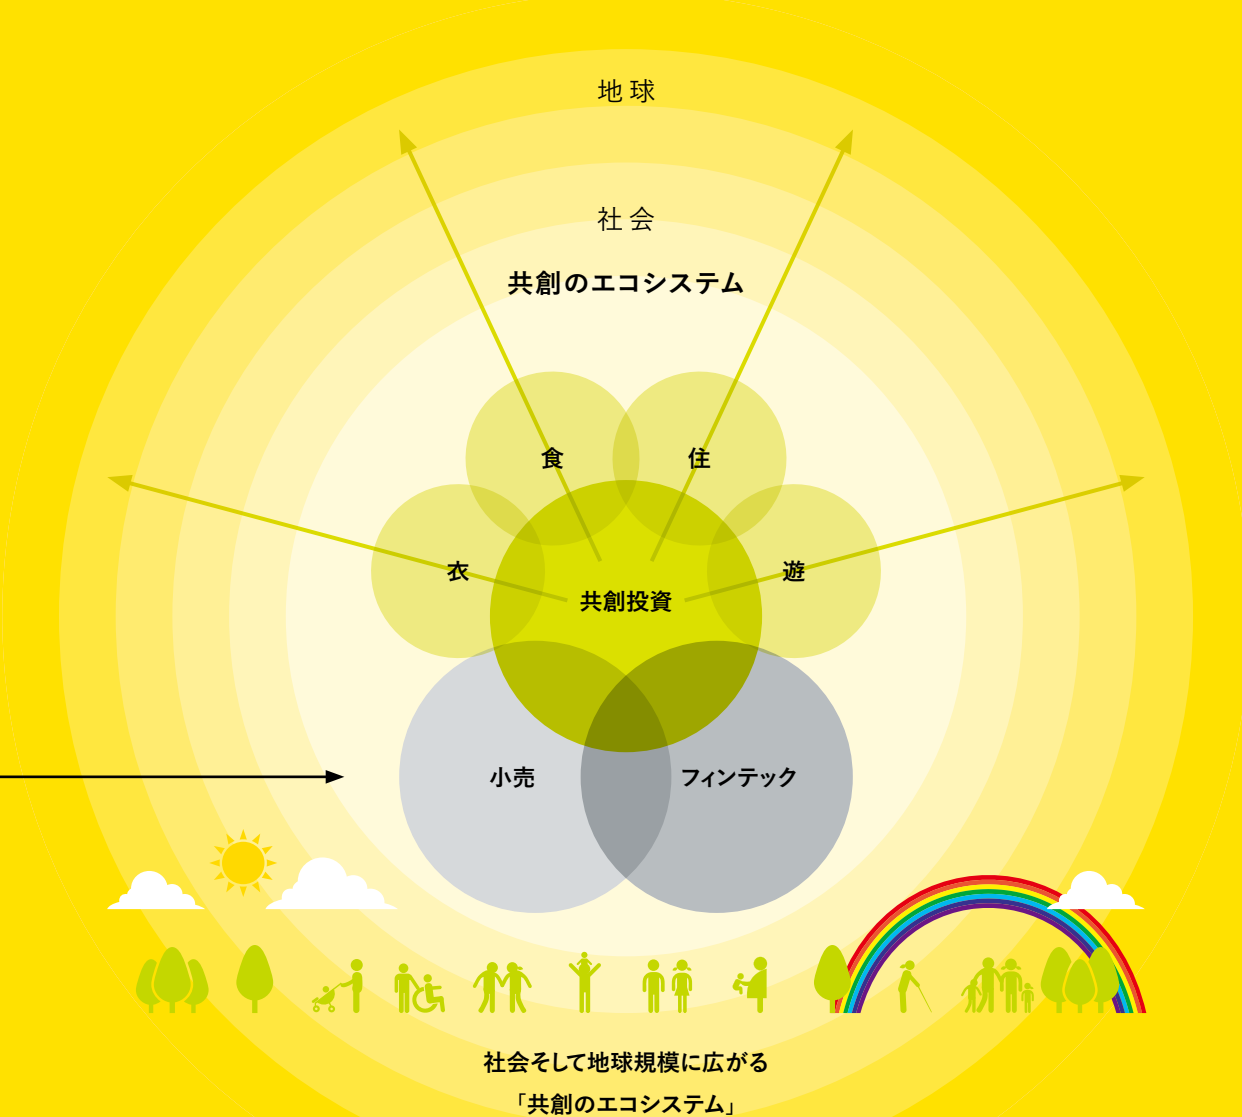 地球
社会
共創のエコシステム
食
住
衣
遊
共創投資
小売
フィンテック
社会そして地球規模に広がる
「共創のエコシステム」